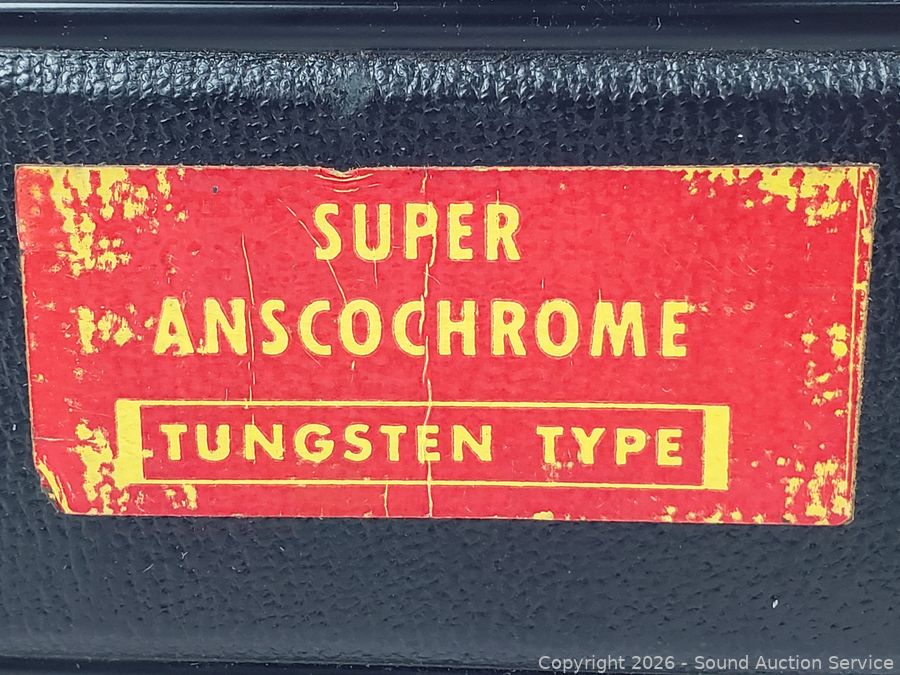 SUPER
ANSCOCHROME
TUNGSTEN TYPE
Copyright 2026 - Sound Auction Service